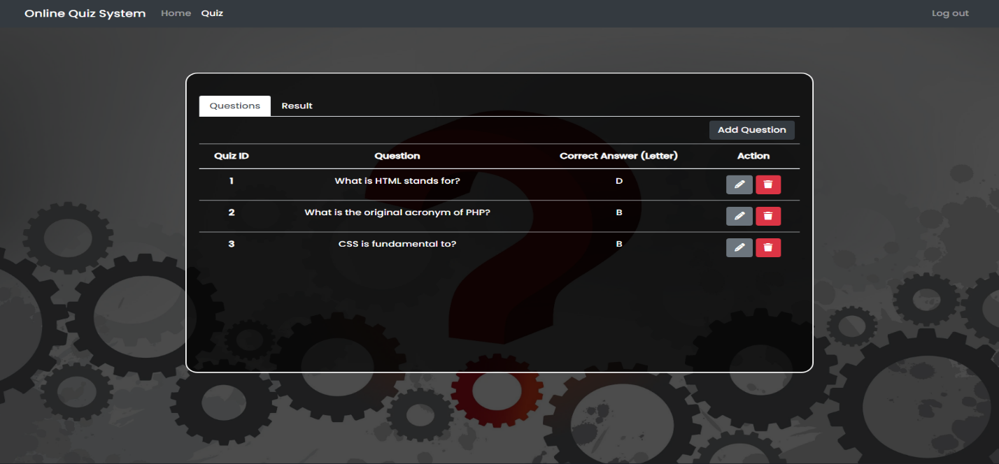 Online Quiz System Home Quiz Log out
Questions Result
Add Question
Quiz ID Question Correct Answer (Letter) Action
1 What is HTML stands for? D
2 What is the original acronym of PHP? B
3 CSS is fundamental to? B